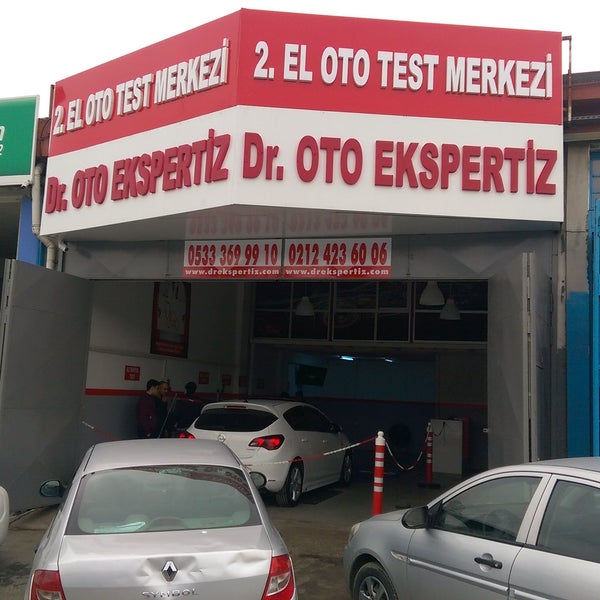 2. EL OTO TEST MERKEZİ
Dr. OTO EKSPERTİZ
2. EL OTO TEST MERKEZİ
Dr. OTO EKSPERTİZ
0533 369 99 10
www.drekspertiz.com
0212 423 60 06
www.drekspertiz.com
SYMBOL